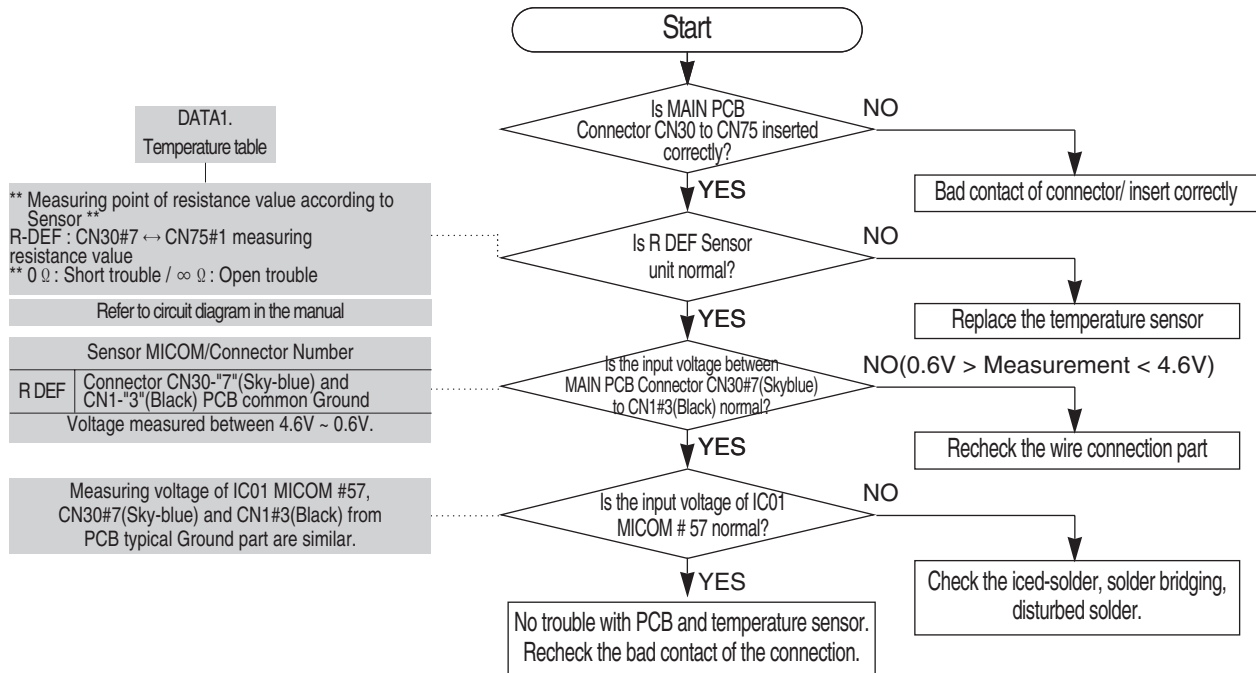 Start
Is MAIN PCB
Connector CN30 to CN75 inserted
correctly?
NO
Bad contact of connector/ insert correctly
YES
DATA1.
Temperature table
** Measuring point of resistance value according to
Sensor **
R-DEF : CN30#7 ↔ CN75#1 measuring
resistance value
** 0 Ω : Short trouble / ∞ Ω : Open trouble
Refer to circuit diagram in the manual
Is R DEF Sensor
unit normal?
NO
Replace the temperature sensor
YES
Sensor MICOM/Connector Number
R DEF
Connector CN30-"7"(Sky-blue) and
CN1-"3"(Black) PCB common Ground
Voltage measured between 4.6V ~ 0.6V.
Is the input voltage between
MAIN PCB Connector CN30#7(Skyblue)
to CN1#3(Black) normal?
NO(0.6V > Measurement < 4.6V)
Recheck the wire connection part
YES
Measuring voltage of IC01 MICOM #57,
CN30#7(Sky-blue) and CN1#3(Black) from
PCB typical Ground part are similar.
Is the input voltage of IC01
MICOM # 57 normal?
NO
Check the iced-solder, solder bridging,
disturbed solder.
YES
No trouble with PCB and temperature sensor.
Recheck the bad contact of the connection.